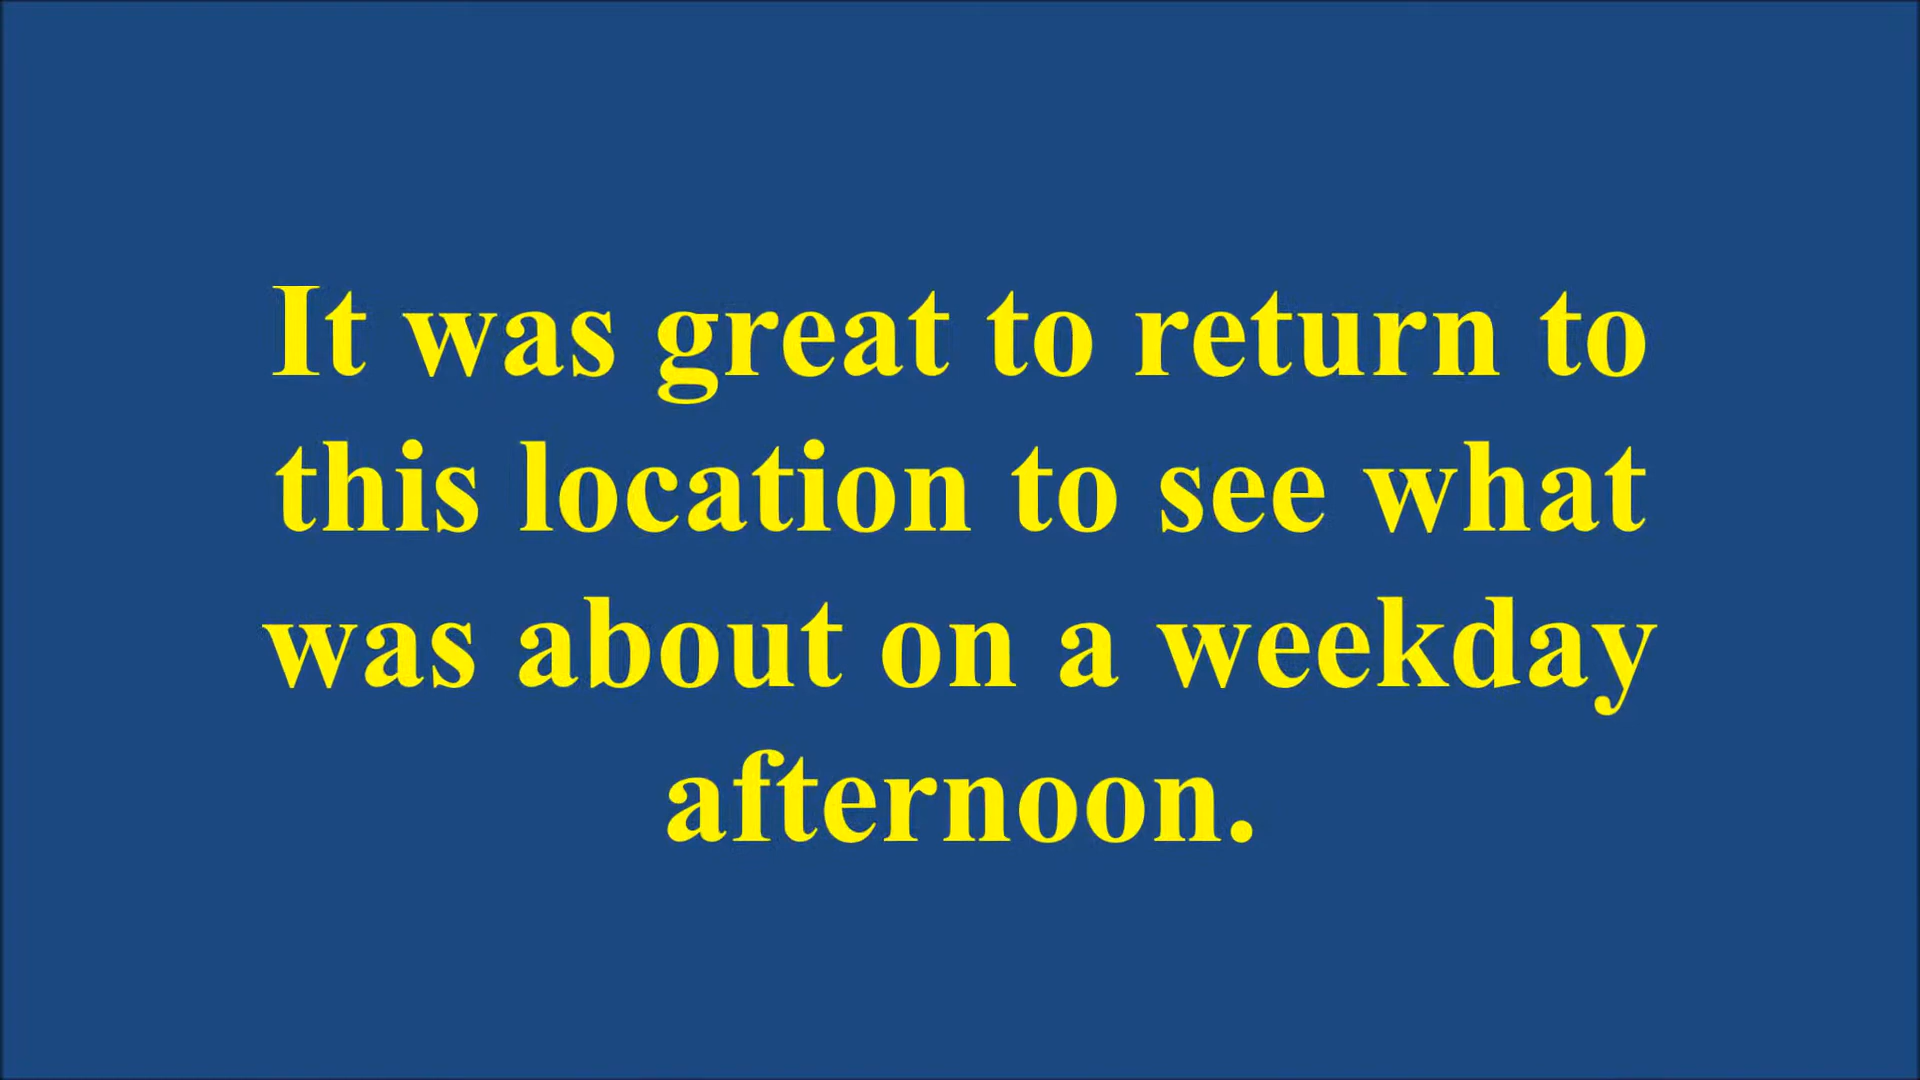 It was great to return to
this location to see what
was about on a weekday
afternoon.